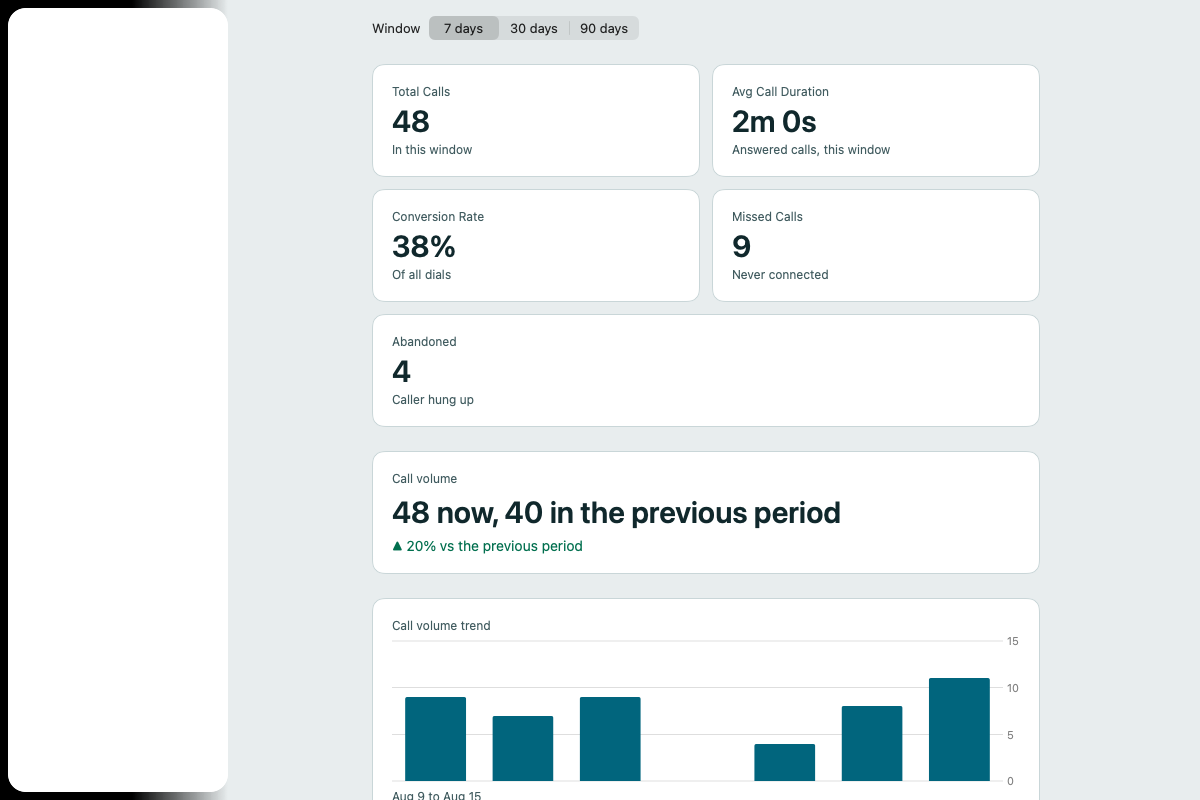 Window 7 days 30 days 90 days
Total Calls
48
In this window
Avg Call Duration
2m 0s
Answered calls, this window
Conversion Rate
38%
Of all dials
Missed Calls
9
Never connected
Abandoned
4
Caller hung up
Call volume
48 now, 40 in the previous period
▲ 20% vs the previous period
Call volume trend
15
10
5
0
Aug 9 to Aug 15